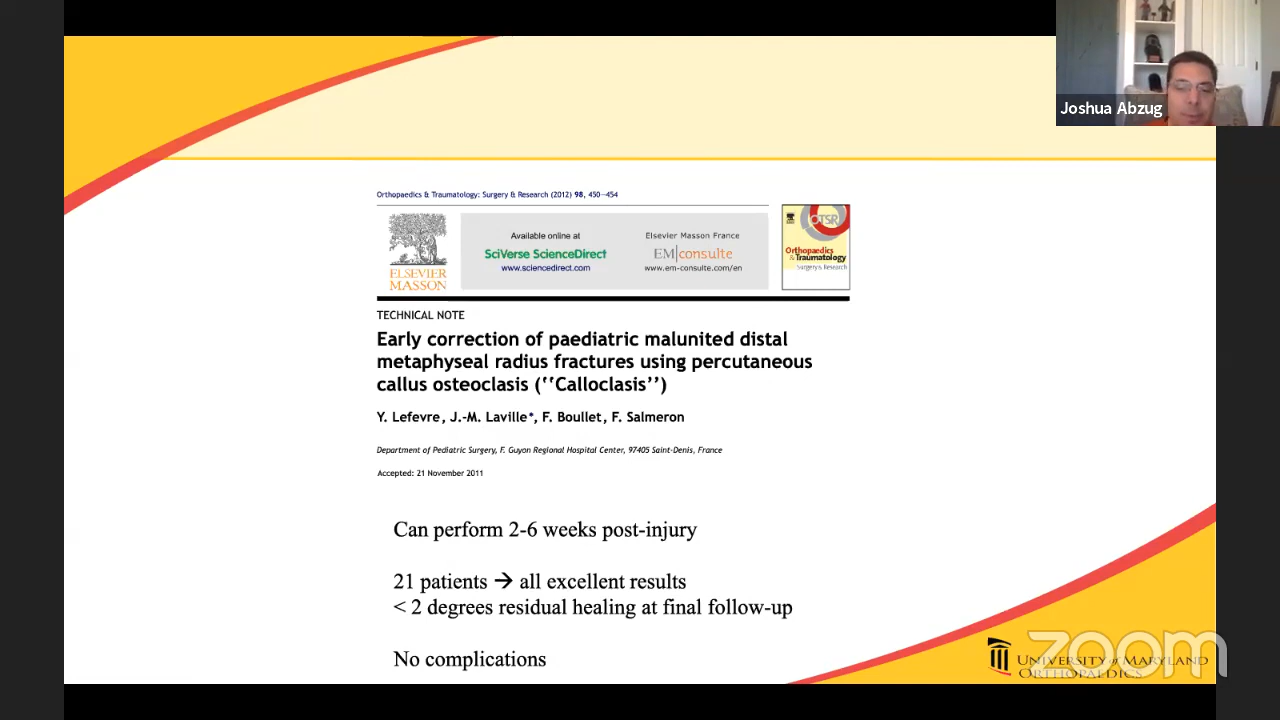 Joshua Abzug
Orthopaedics & Traumatology: Surgery & Research (2012) 98, 450—454
ELSEVIER
MASSON
Available online at
SciVerse ScienceDirect
www.sciencedirect.com
Elsevier Masson France
EM|consulte
www.em-consulte.com/en
OTSR
Orthopaedics
& Traumatology
Surgery & Research
TECHNICAL NOTE
Early correction of paediatric malunited distal
metaphyseal radius fractures using percutaneous
callus osteoclasis (‘‘Calloclasis’’)
Y. Lefevre, J.-M. Laville*, F. Boullet, F. Salmeron
Department of Pediatric Surgery, F. Guyon Regional Hospital Center, 97405 Saint-Denis, France
Accepted: 21 November 2011
Can perform 2-6 weeks post-injury
21 patients → all excellent results
< 2 degrees residual healing at final follow-up
No complications
zoom
UNIVERSITY of MARYLAND
ORTHOPAEDICS